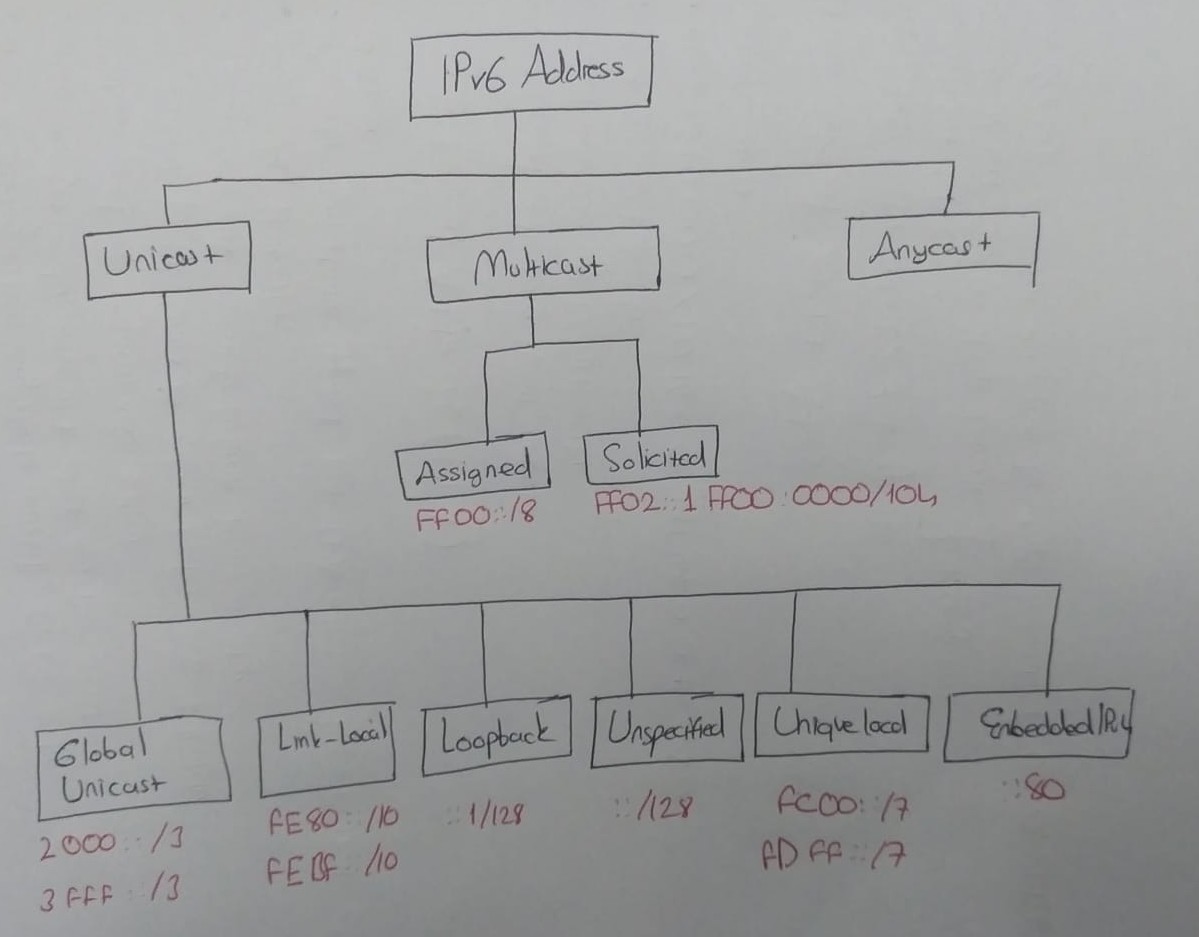 IPv6 Address
Unicast
Multicast
Anycast
Assigned
FF00::/8
Solicited
FF02::1 FF00:0000/104
Global
Unicast
2000::/3
3FFF::/3
Link-Local
FE80::/10
FEBF::/10
Loopback
::1/128
Unspecified
::/128
Unique local
FC00::/7
FDFF::/7
Embedded IPv4
::80